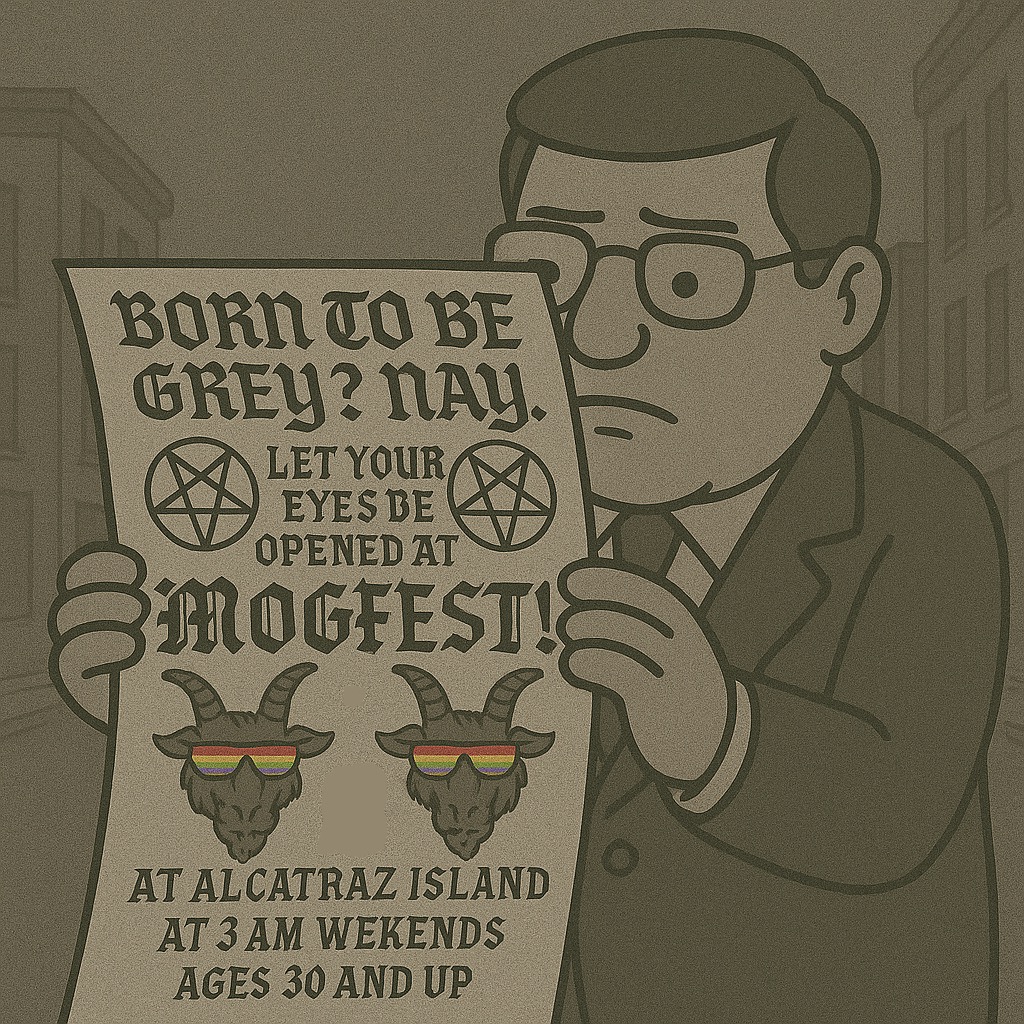 BORN TO BE
GREY? NAY.
LET YOUR
EYES BE
OPENED AT
MOGFEST!
AT ALCATRAZ ISLAND
AT 3 AM WEKENDS
AGES 30 AND UP